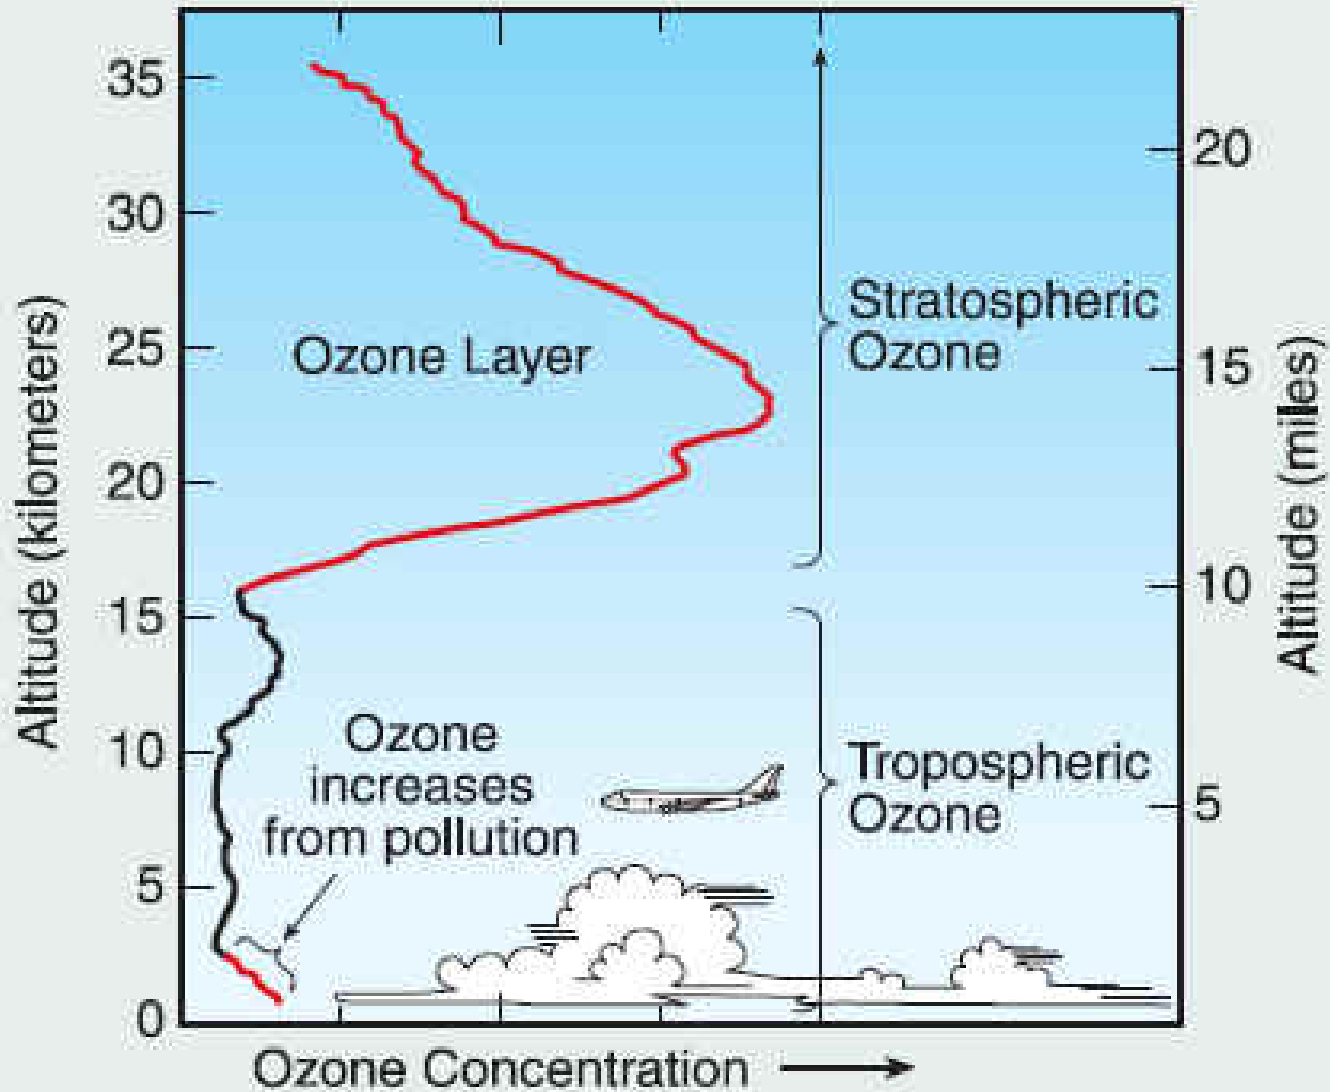 35
30
25
20
15
10
5
0
Altitude (kilometers)
Ozone Layer
Ozone
increases
from pollution
Stratospheric
Ozone
Tropospheric
Ozone
20
15
10
5
Altitude (miles)
Ozone Concentration